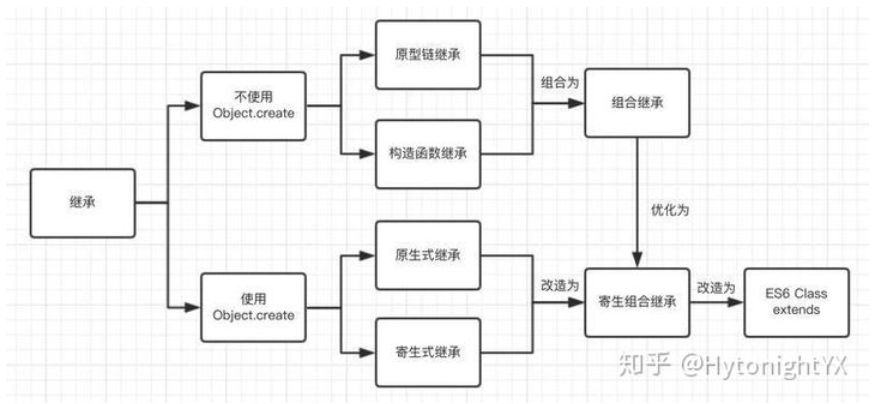 原型链继承
不使用
Object.create
组合为
组合继承
构造函数继承
继承
优化为
原生式继承
使用
Object.create
改造为
寄生组合继承
改造为
ES6 Class
extends
寄生式继承
知乎 @HytonightYX